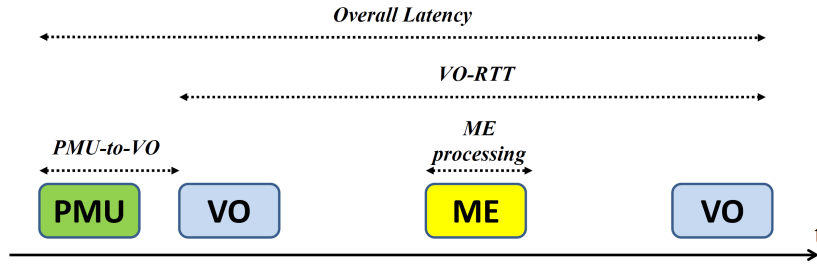 Overall Latency
VO-RTT
PMU-to-VO
ME
processing
PMU
VO
ME
VO
t